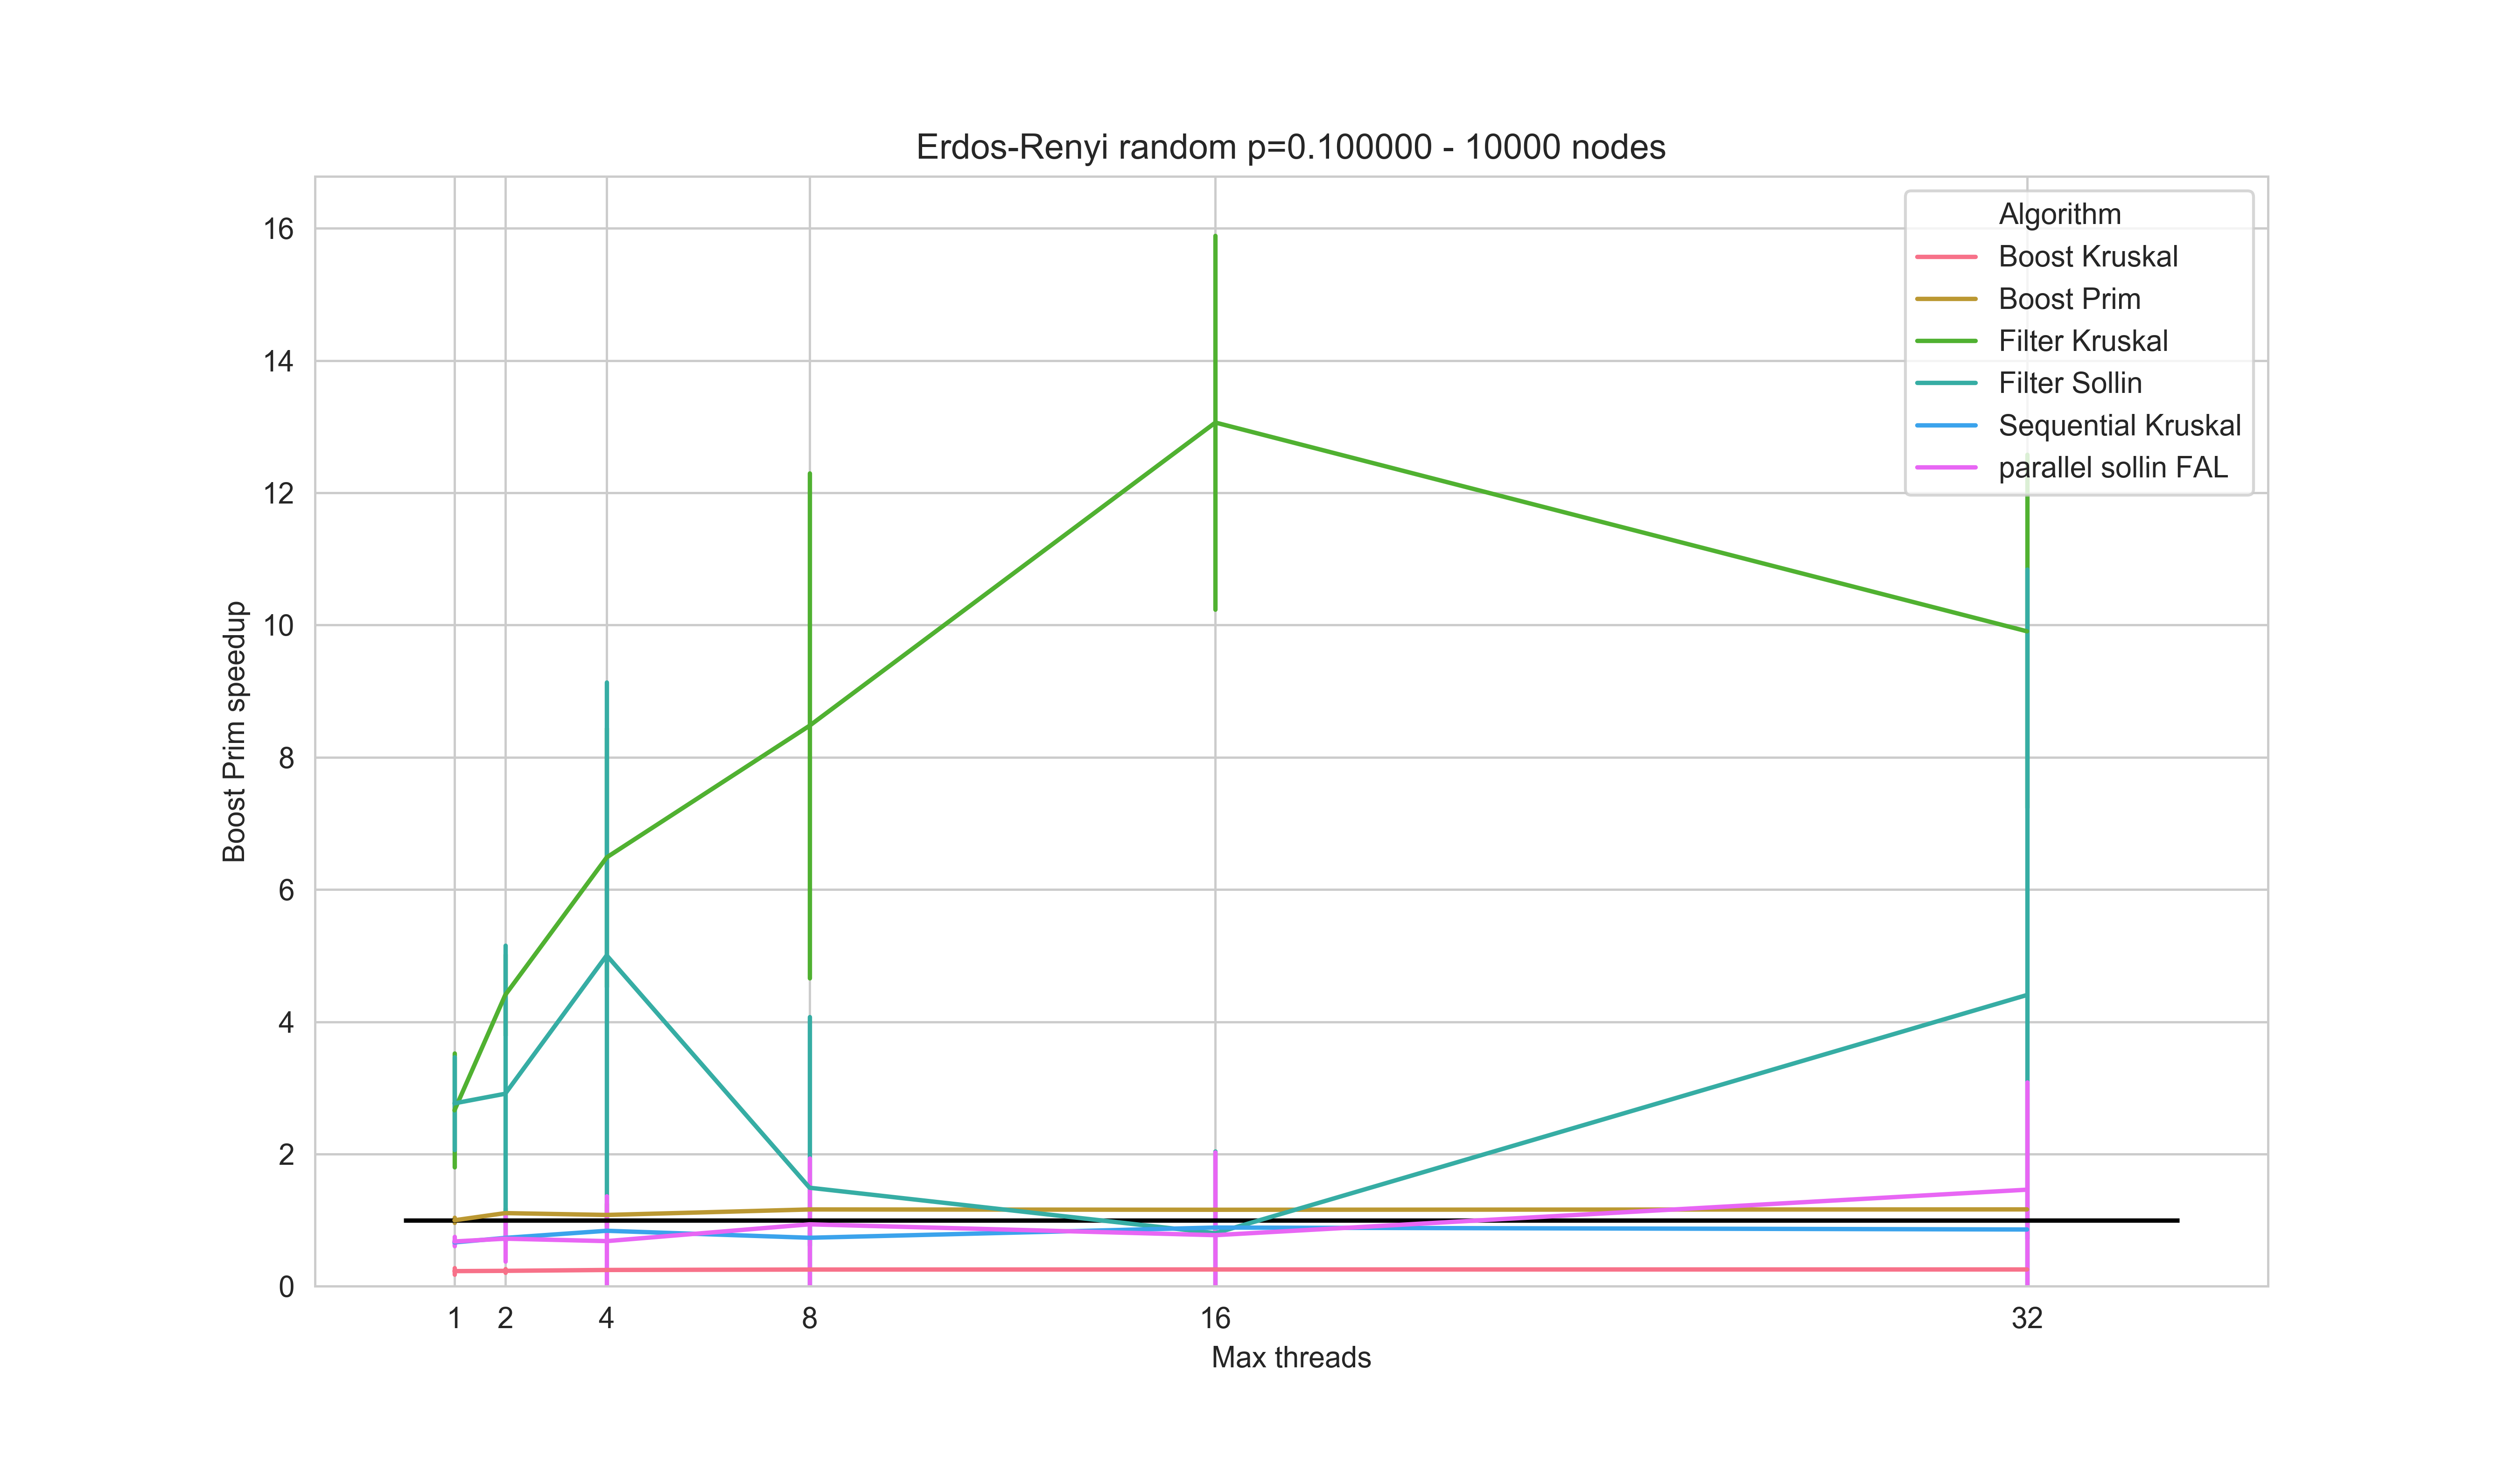 Erdos-Renyi random p=0.100000 - 10000 nodes
Algorithm
Boost Kruskal
Boost Prim
Filter Kruskal
Filter Sollin
Sequential Kruskal
parallel sollin FAL
Boost Prim speedup
16
14
12
10
8
6
4
2
0
1 2 4 8 16 32
Max threads